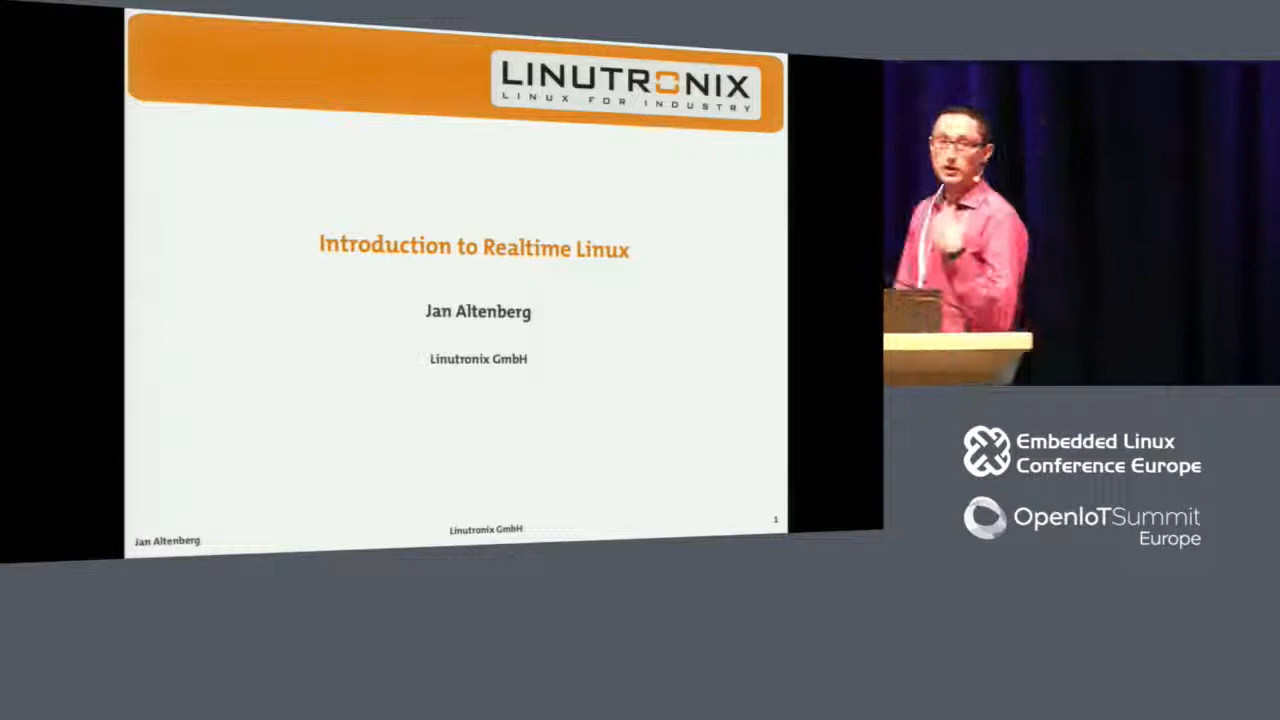 LINUTRONIX
LINUX FOR INDUSTRY
Introduction to Realtime Linux
Jan Altenberg
Linutronix GmbH
Jan Altenberg
Linutronix GmbH
1
Embedded Linux
Conference Europe
OpenIoTSummit
Europe